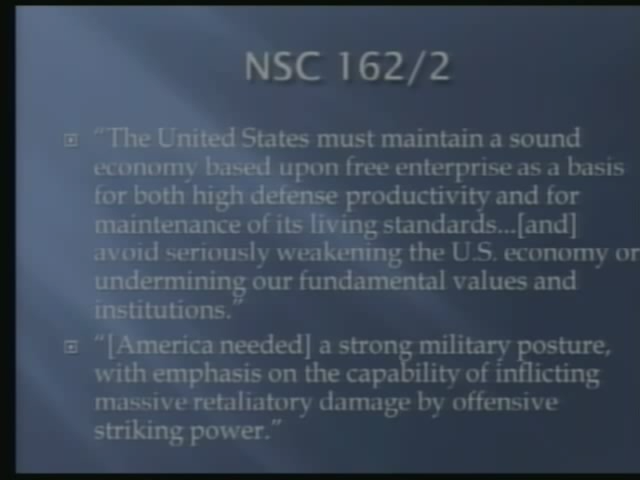 NSC 162/2
“The United States must maintain a sound
economy based upon free enterprise as a basis
for both high defense productivity and for
maintenance of its living standards...[and]
avoid seriously weakening the U.S. economy or
undermining our fundamental values and
institutions.”
“[America needed] a strong military posture,
with emphasis on the capability of inflicting
massive retaliatory damage by offensive
striking power.”